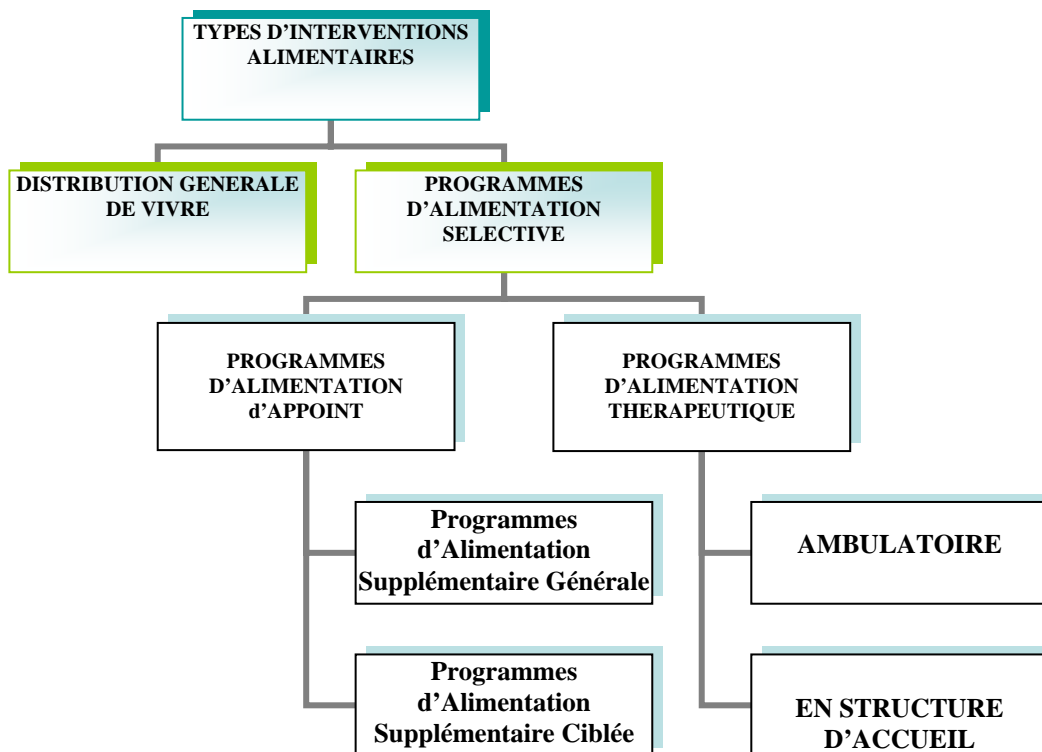 TYPES D’INTERVENTIONS
ALIMENTAIRES
DISTRIBUTION GENERALE
DE VIVRE
PROGRAMMES
D’ALIMENTATION
SELECTIVE
PROGRAMMES
D’ALIMENTATION
d’APPOINT
PROGRAMMES
D’ALIMENTATION
THERAPEUTIQUE
Programmes
d’Alimentation
Supplémentaire Générale
AMBULATOIRE
Programmes
d’Alimentation
Supplémentaire Ciblée
EN STRUCTURE
D’ACCUEIL